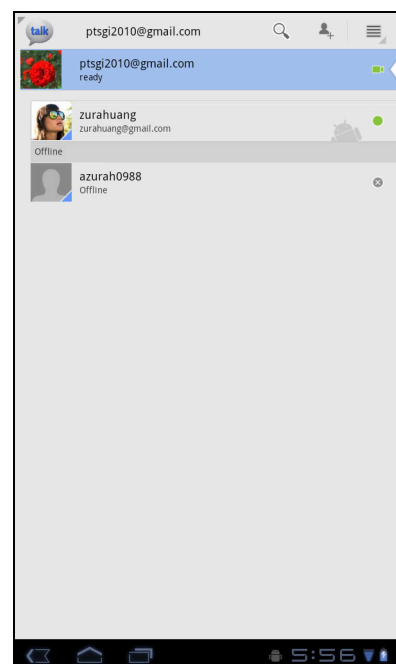 talk
ptsgi2010@gmail.com
ptsgi2010@gmail.com
ready
zurahuang
zurahuang@gmail.com
Offline
azurah0988
Offline
5:56